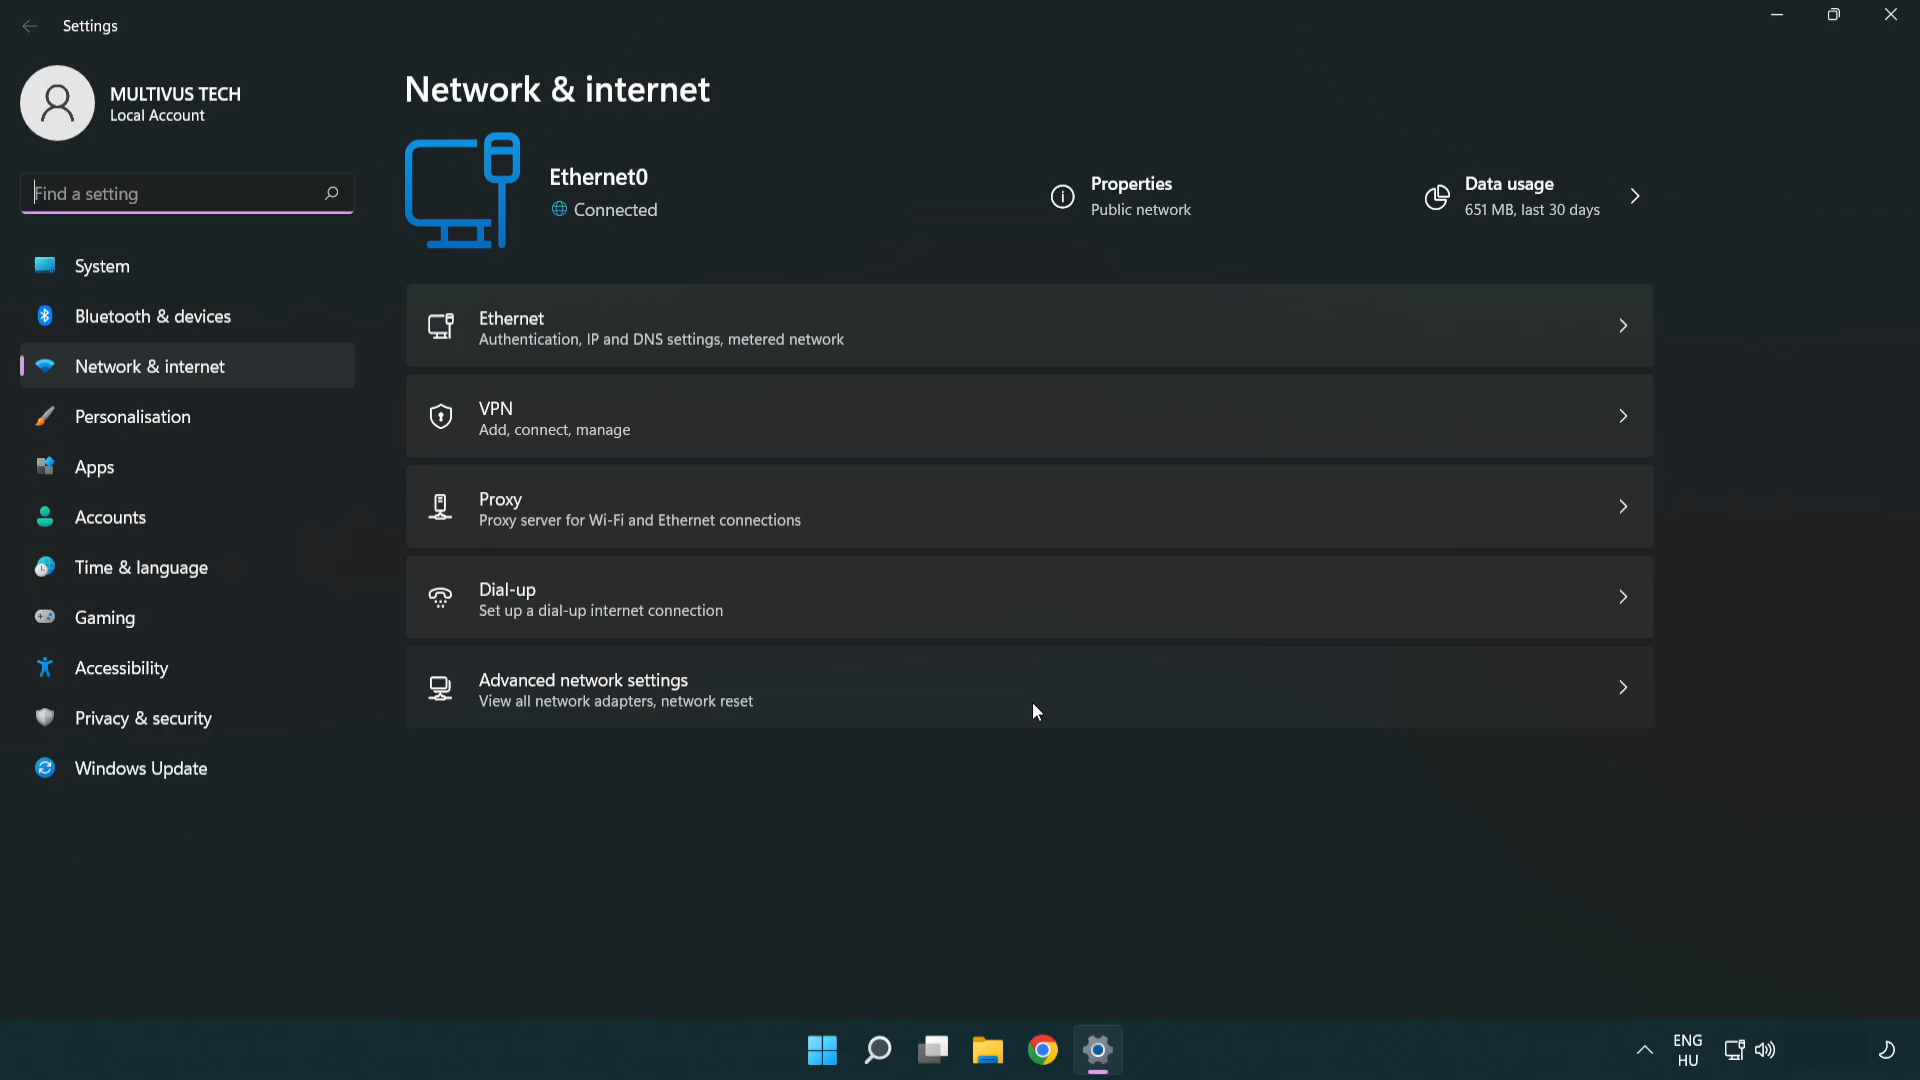 Settings
MULTIVUS TECH
Local Account
Find a setting
System
Bluetooth & devices
Network & internet
Personalisation
Apps
Accounts
Time & language
Gaming
Accessibility
Privacy & security
Windows Update
Network & internet
Ethernet0
Connected
Properties
Public network
Data usage
651 MB, last 30 days
Ethernet
Authentication, IP and DNS settings, metered network
VPN
Add, connect, manage
Proxy
Proxy server for Wi-Fi and Ethernet connections
Dial-up
Set up a dial-up internet connection
Advanced network settings
View all network adapters, network reset
ENG
HU